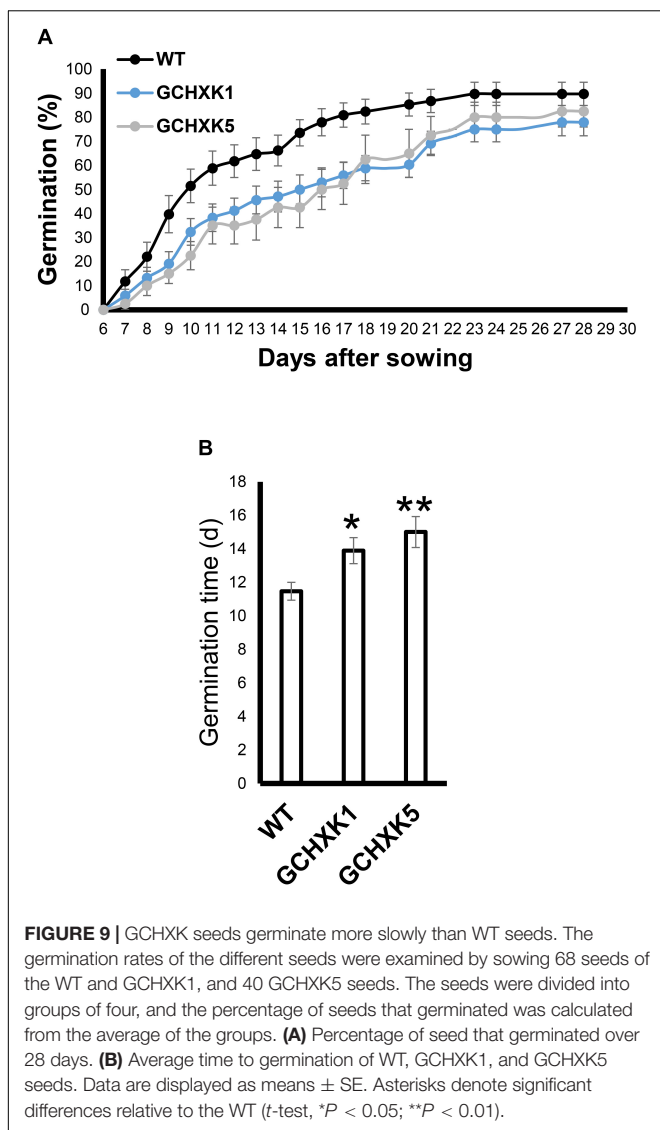 A
WT
GCHXK1
GCHXK5
Germination (%)
100
90
80
70
60
50
40
30
20
10
0
6 7 8 9 10 11 12 13 14 15 16 17 18 19 20 21 22 23 24 25 26 27 28 29 30
Days after sowing
B
Germination time (d)
18
16
14
12
10
8
6
4
2
0
*
**
WT
GCHXK1
GCHXK5
FIGURE 9 | GCHXK seeds germinate more slowly than WT seeds. The
germination rates of the different seeds were examined by sowing 68 seeds of
the WT and GCHXK1, and 40 GCHXK5 seeds. The seeds were divided into
groups of four, and the percentage of seeds that germinated was calculated
from the average of the groups. (A) Percentage of seed that germinated over
28 days. (B) Average time to germination of WT, GCHXK1, and GCHXK5
seeds. Data are displayed as means ± SE. Asterisks denote significant
differences relative to the WT (t-test, *P < 0.05; **P < 0.01).